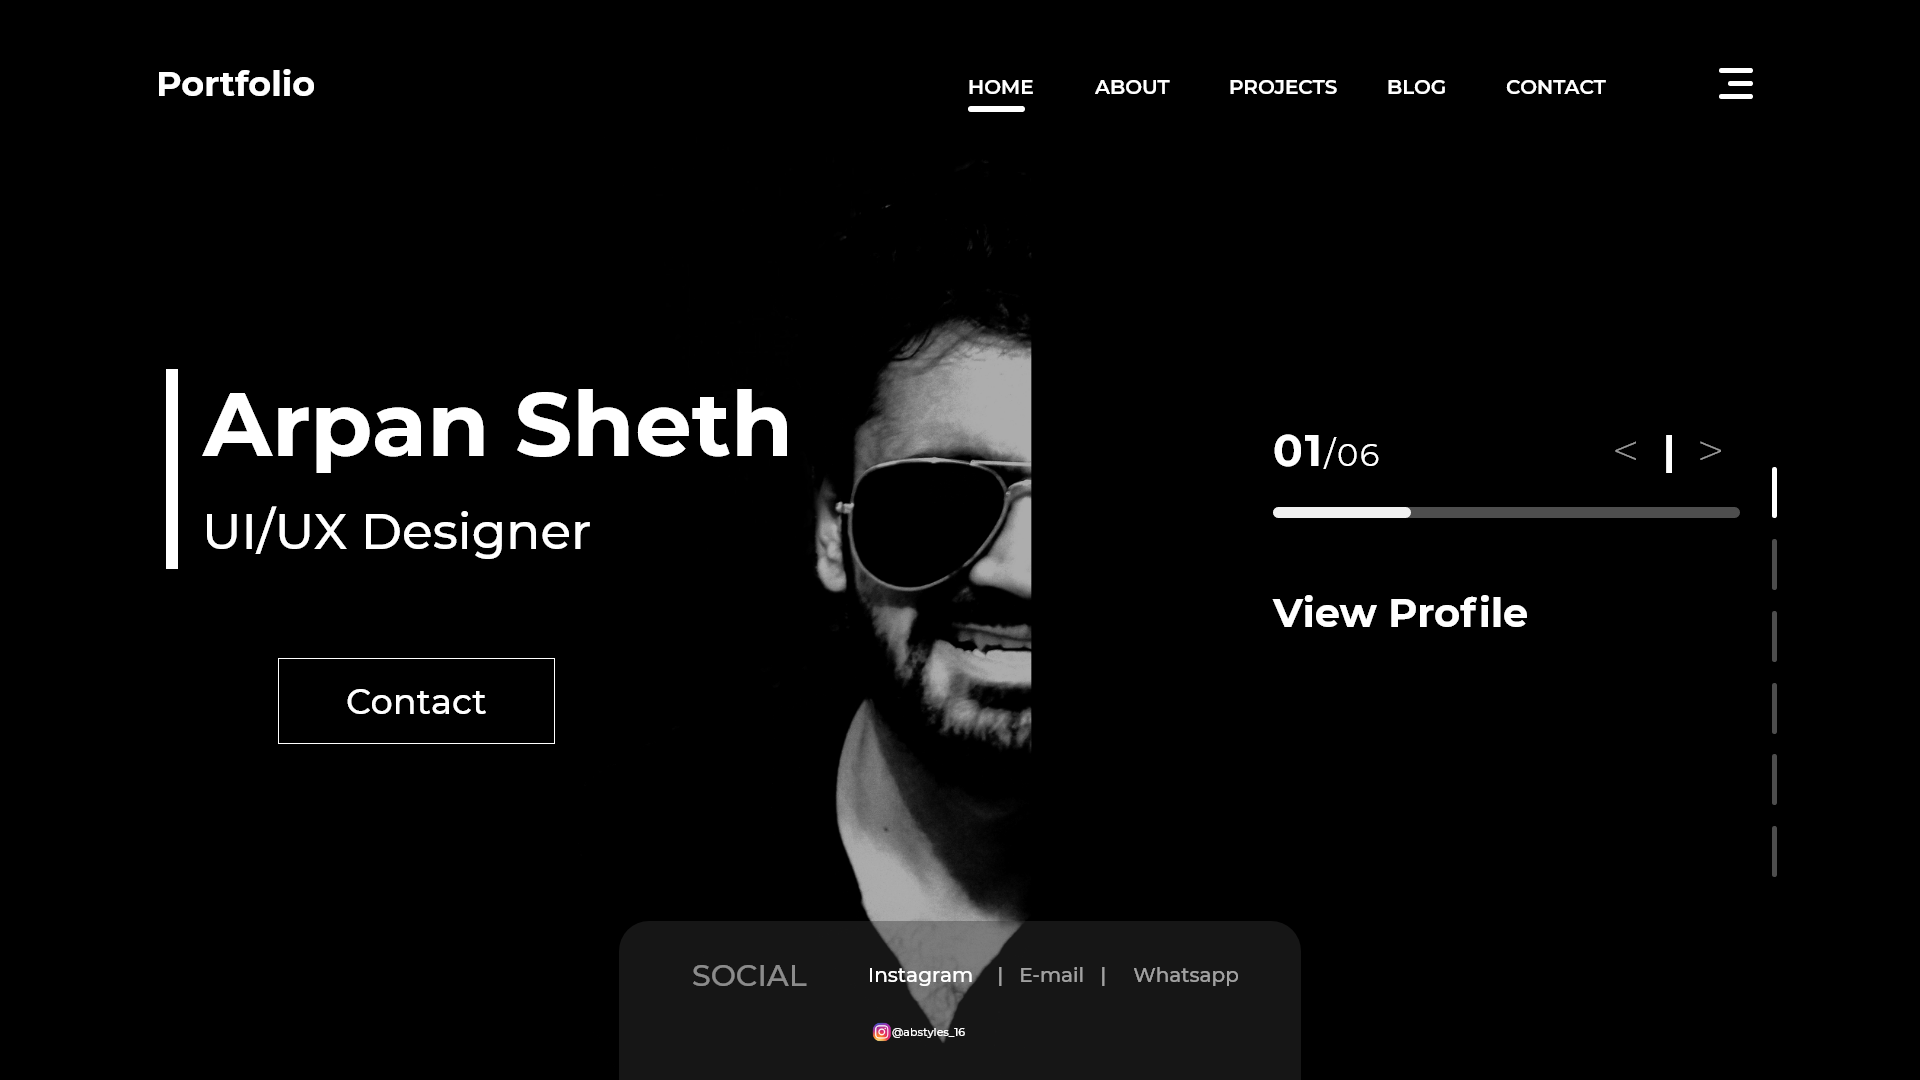 Portfolio
HOME ABOUT PROJECTS BLOG CONTACT
Arpan Sheth
UI/UX Designer
Contact
01/06
< | >
View Profile
SOCIAL Instagram | E-mail | Whatsapp
@abstyles_16